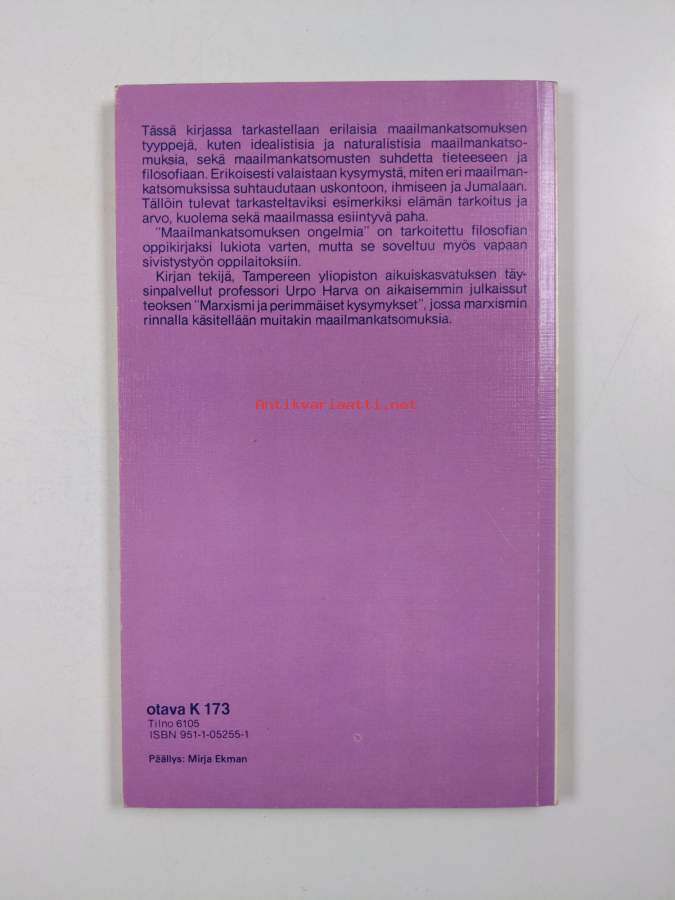 Tässä kirjassa tarkastellaan erilaisia maailmankatsomuksen
tyyppejä, kuten idealistisia ja naturalistisia maailmankatso-
muksia, sekä maailmankatsomusten suhdetta tieteeseen ja
filosofiaan. Erikoisesti valaistaan kysymystä, miten eri maailman-
katsomuksissa suhtaudutaan uskontoon, ihmiseen ja Jumalaan.
Tällöin tulevat tarkasteltaviksi esimerkiksi elämän tarkoitus ja
arvo, kuolema sekä maailmassa esiintyvä paha.
"Maailmankatsomuksen ongelmia" on tarkoitettu filosofian
oppikirjaksi lukiota varten, mutta se soveltuu myös vapaan
sivistystyön oppilaitoksiin.
Kirjan tekijä, Tampereen yliopiston aikuiskasvatuksen täy-
sinpalvellut professori Urpo Harva on aikaisemmin julkaissut
teoksen "Marxismi ja perimmäiset kysymykset", jossa marxismin
rinnalla käsitellään muitakin maailmankatsomuksia.
Antikvariaatti.net
otava K 173
Tilno 6105
ISBN 951-1-05255-1
Päällys: Mirja Ekman